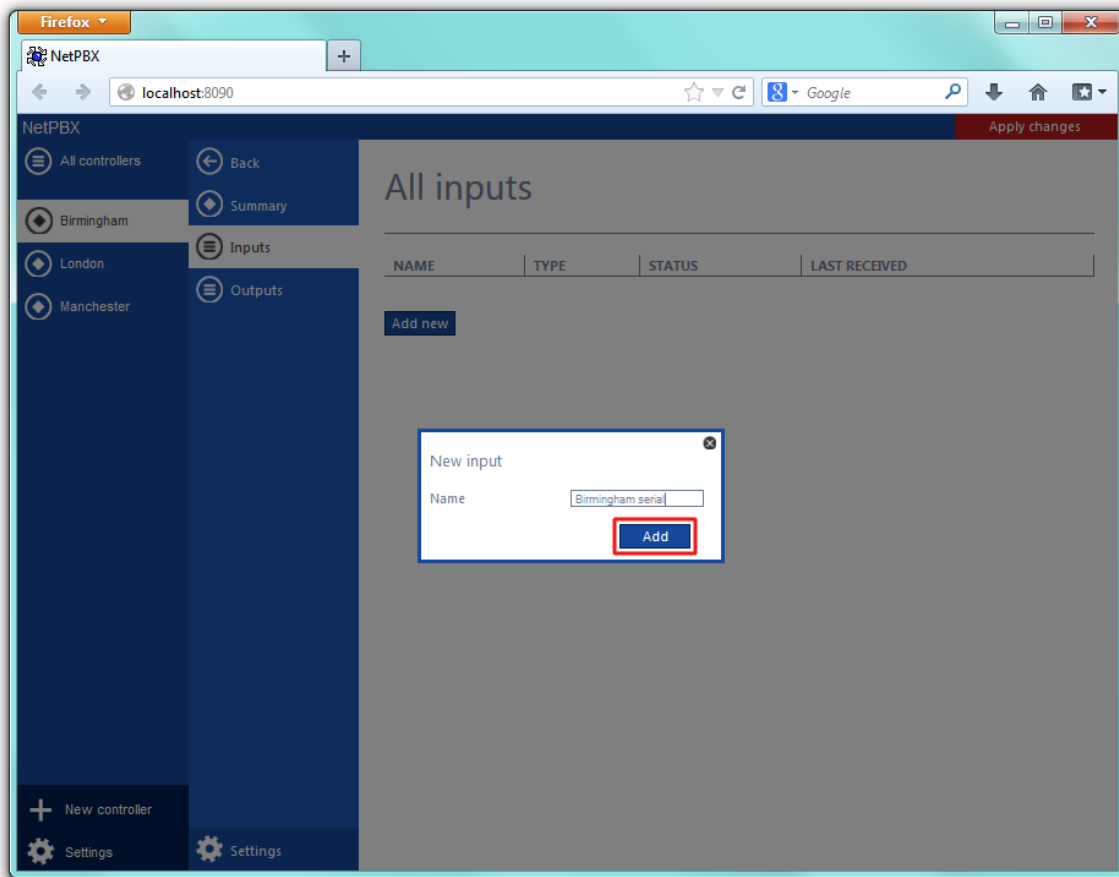 Firefox
NetPBX
localhost:8090
Google
NetPBX
Apply changes
All controllers
Birmingham
London
Manchester
New controller
Settings
Back
Summary
Inputs
Outputs
Settings
All inputs
NAME TYPE STATUS LAST RECEIVED
Add new
New input
Name Birmingham serial
Add